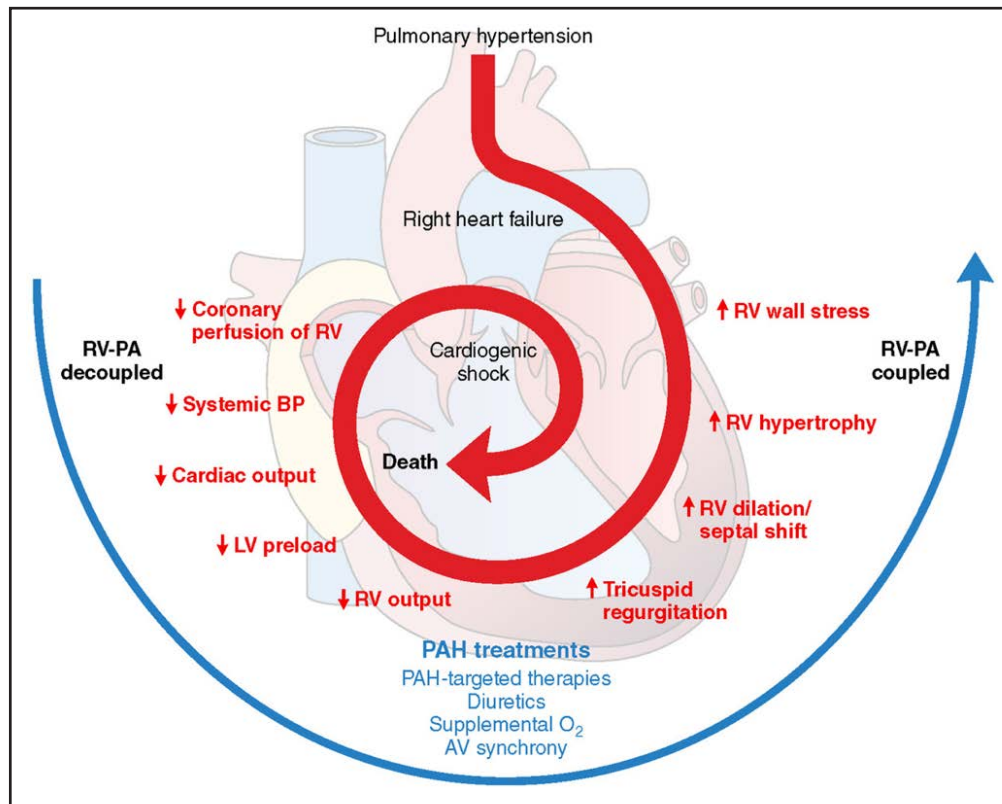 Pulmonary hypertension
Right heart failure
↓ Coronary
perfusion of RV
↑ RV wall stress
RV-PA
decoupled
Cardiogenic
shock
RV-PA
coupled
↓ Systemic BP
↑ RV hypertrophy
Death
↓ Cardiac output
↑ RV dilation/
septal shift
↓ LV preload
↓ RV output
↑ Tricuspid
regurgitation
PAH treatments
PAH-targeted therapies
Diuretics
Supplemental O₂
AV synchrony